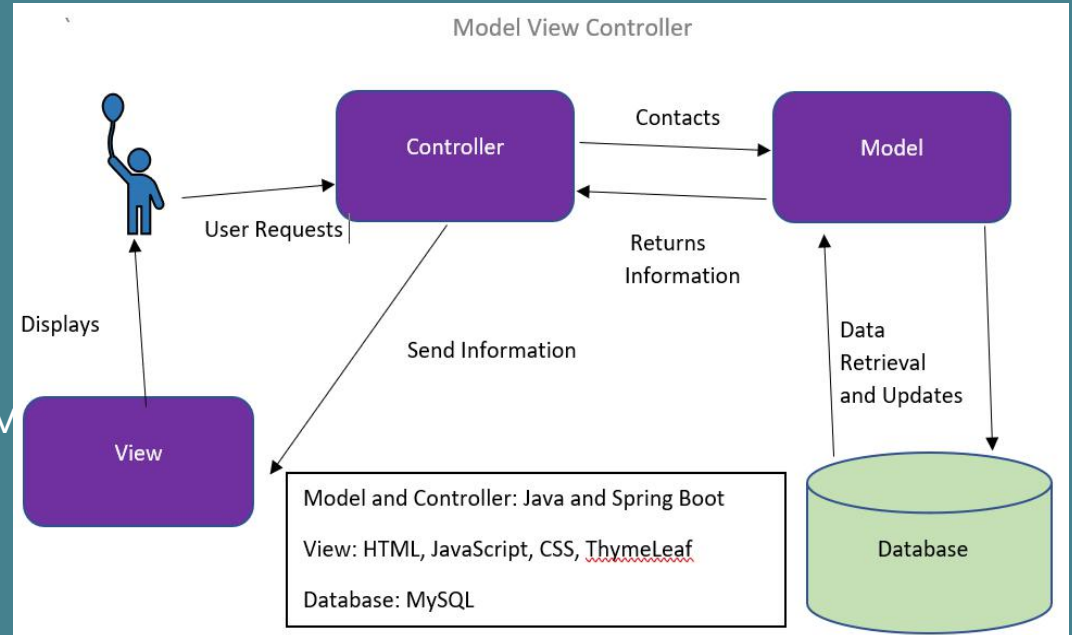 Model View Controller
Controller
Contacts
Model
User Requests
Returns
Information
Displays
Send Information
Data
Retrieval
and Updates
View
Model and Controller: Java and Spring Boot
View: HTML, JavaScript, CSS, ThymeLeaf
Database: MySQL
Database